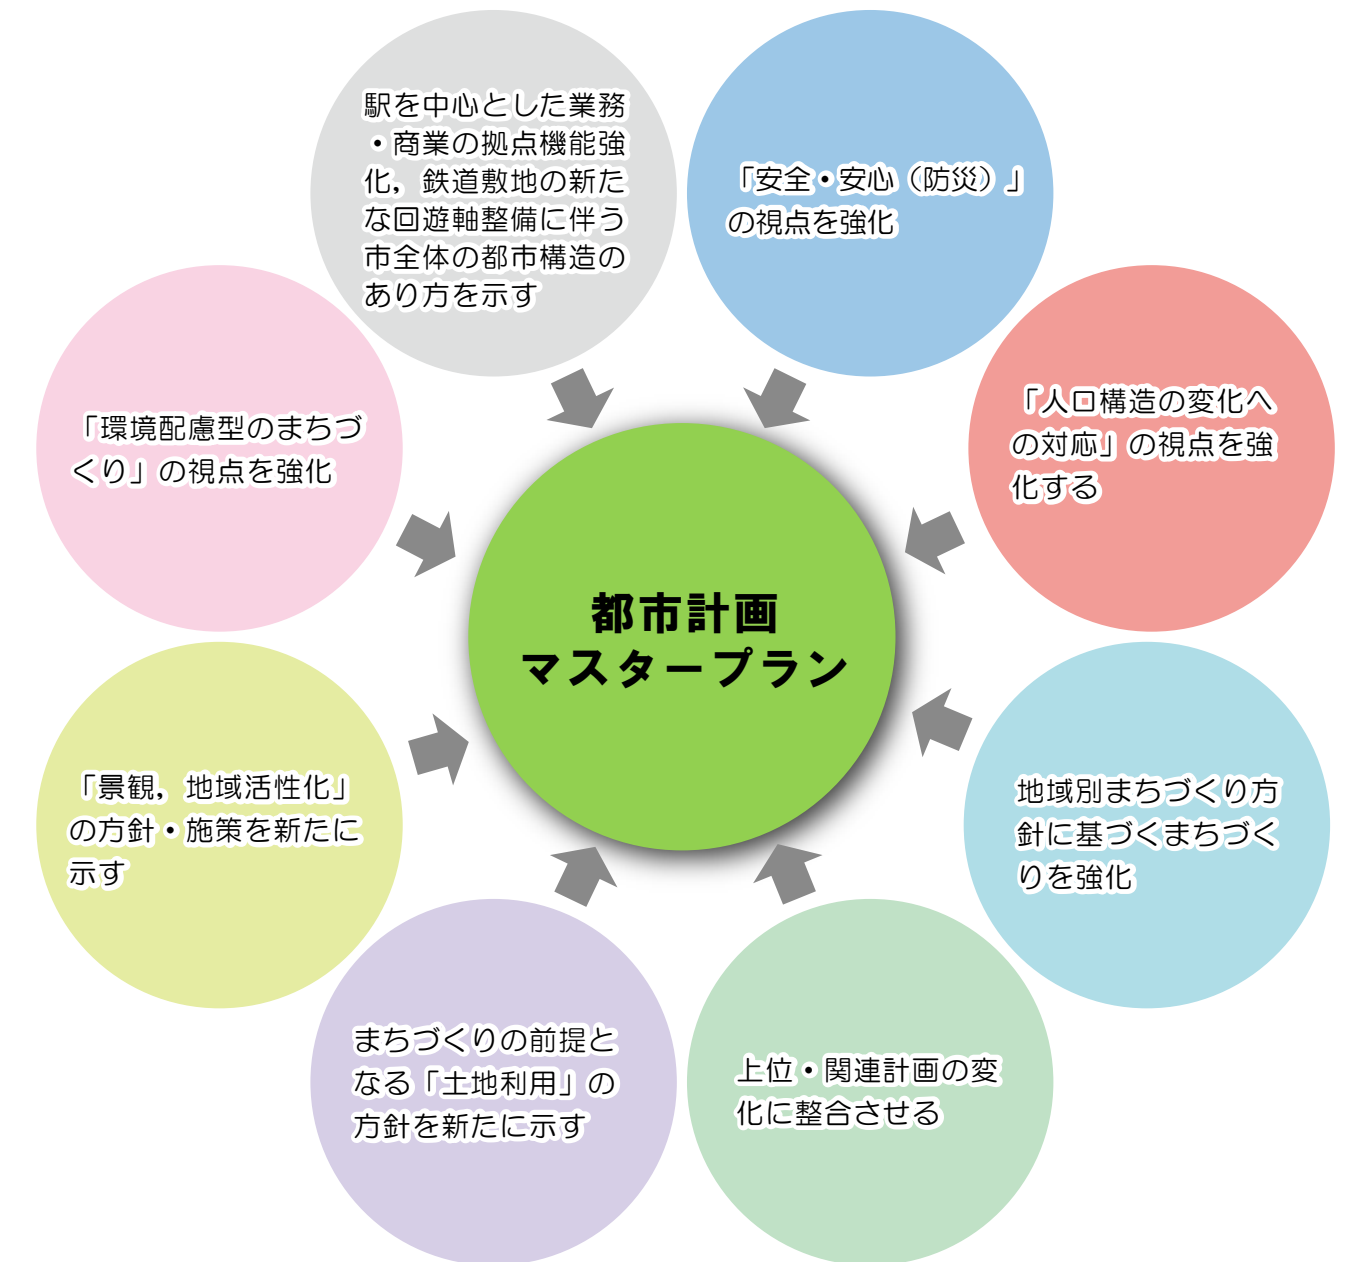 駅を中心とした業務
・商業の拠点機能強
化，鉄道敷地の新た
な回遊軸整備に伴う
市全体の都市構造の
あり方を示す
「安全・安心（防災）」
の視点を強化
「人口構造の変化へ
の対応」の視点を強
化する
「環境配慮型のまちづ
くり」の視点を強化
都市計画
マスタープラン
「景観，地域活性化」
の方針・施策を新たに
示す
地域別まちづくり方
針に基づくまちづく
りを強化
まちづくりの前提と
なる「土地利用」の
方針を新たに示す
上位・関連計画の変
化に整合させる